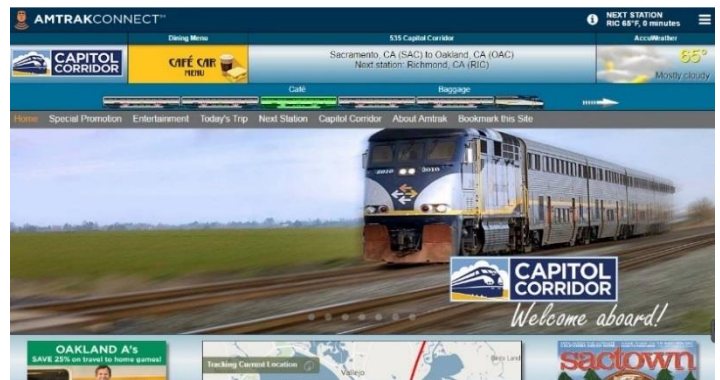 AMTRAKCONNECT
NEXT STATION
RIC 65°F, 0 minutes
Dining Menu
535 Capitol Corridor
AccuWeather
CAPITOL
CORRIDOR
CAFÉ CAR
MENU
Sacramento, CA (SAC) to Oakland, CA (OAC)
Next station: Richmond, CA (RIC)
65°
Mostly cloudy
Café
Baggage
Home Special Promotion Entertainment Today's Trip Next Station Capitol Corridor About Amtrak Bookmark this Site
2010
CAPITOL
CORRIDOR
Welcome aboard!
OAKLAND A's
SAVE 25% on travel to home games!
Tracking Current Location
Vallejo
sactown